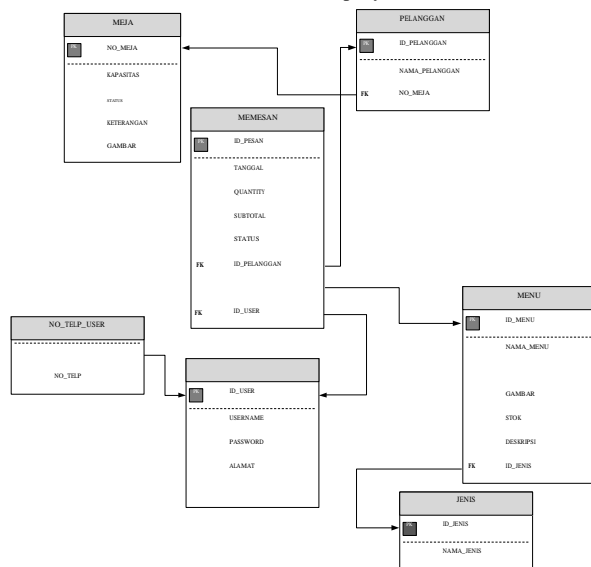 MEJA
NO_MEJA
KAPASITAS
STATUS
KETERANGAN
GAMBAR
PELANGGAN
ID_PELANGGAN
NAMA_PELANGGAN
FK NO_MEJA
MEMESAN
ID_PESAN
TANGGAL
QUANTITY
SUBTOTAL
STATUS
FK ID_PELANGGAN
FK ID_USER
NO_TELP_USER
NO_TELP
ID_USER
USERNAME
PASSWORD
ALAMAT
MENU
ID_MENU
NAMA_MENU
GAMBAR
STOK
DESKRIPSI
FK ID_JENIS
JENIS
ID_JENIS
NAMA_JENIS